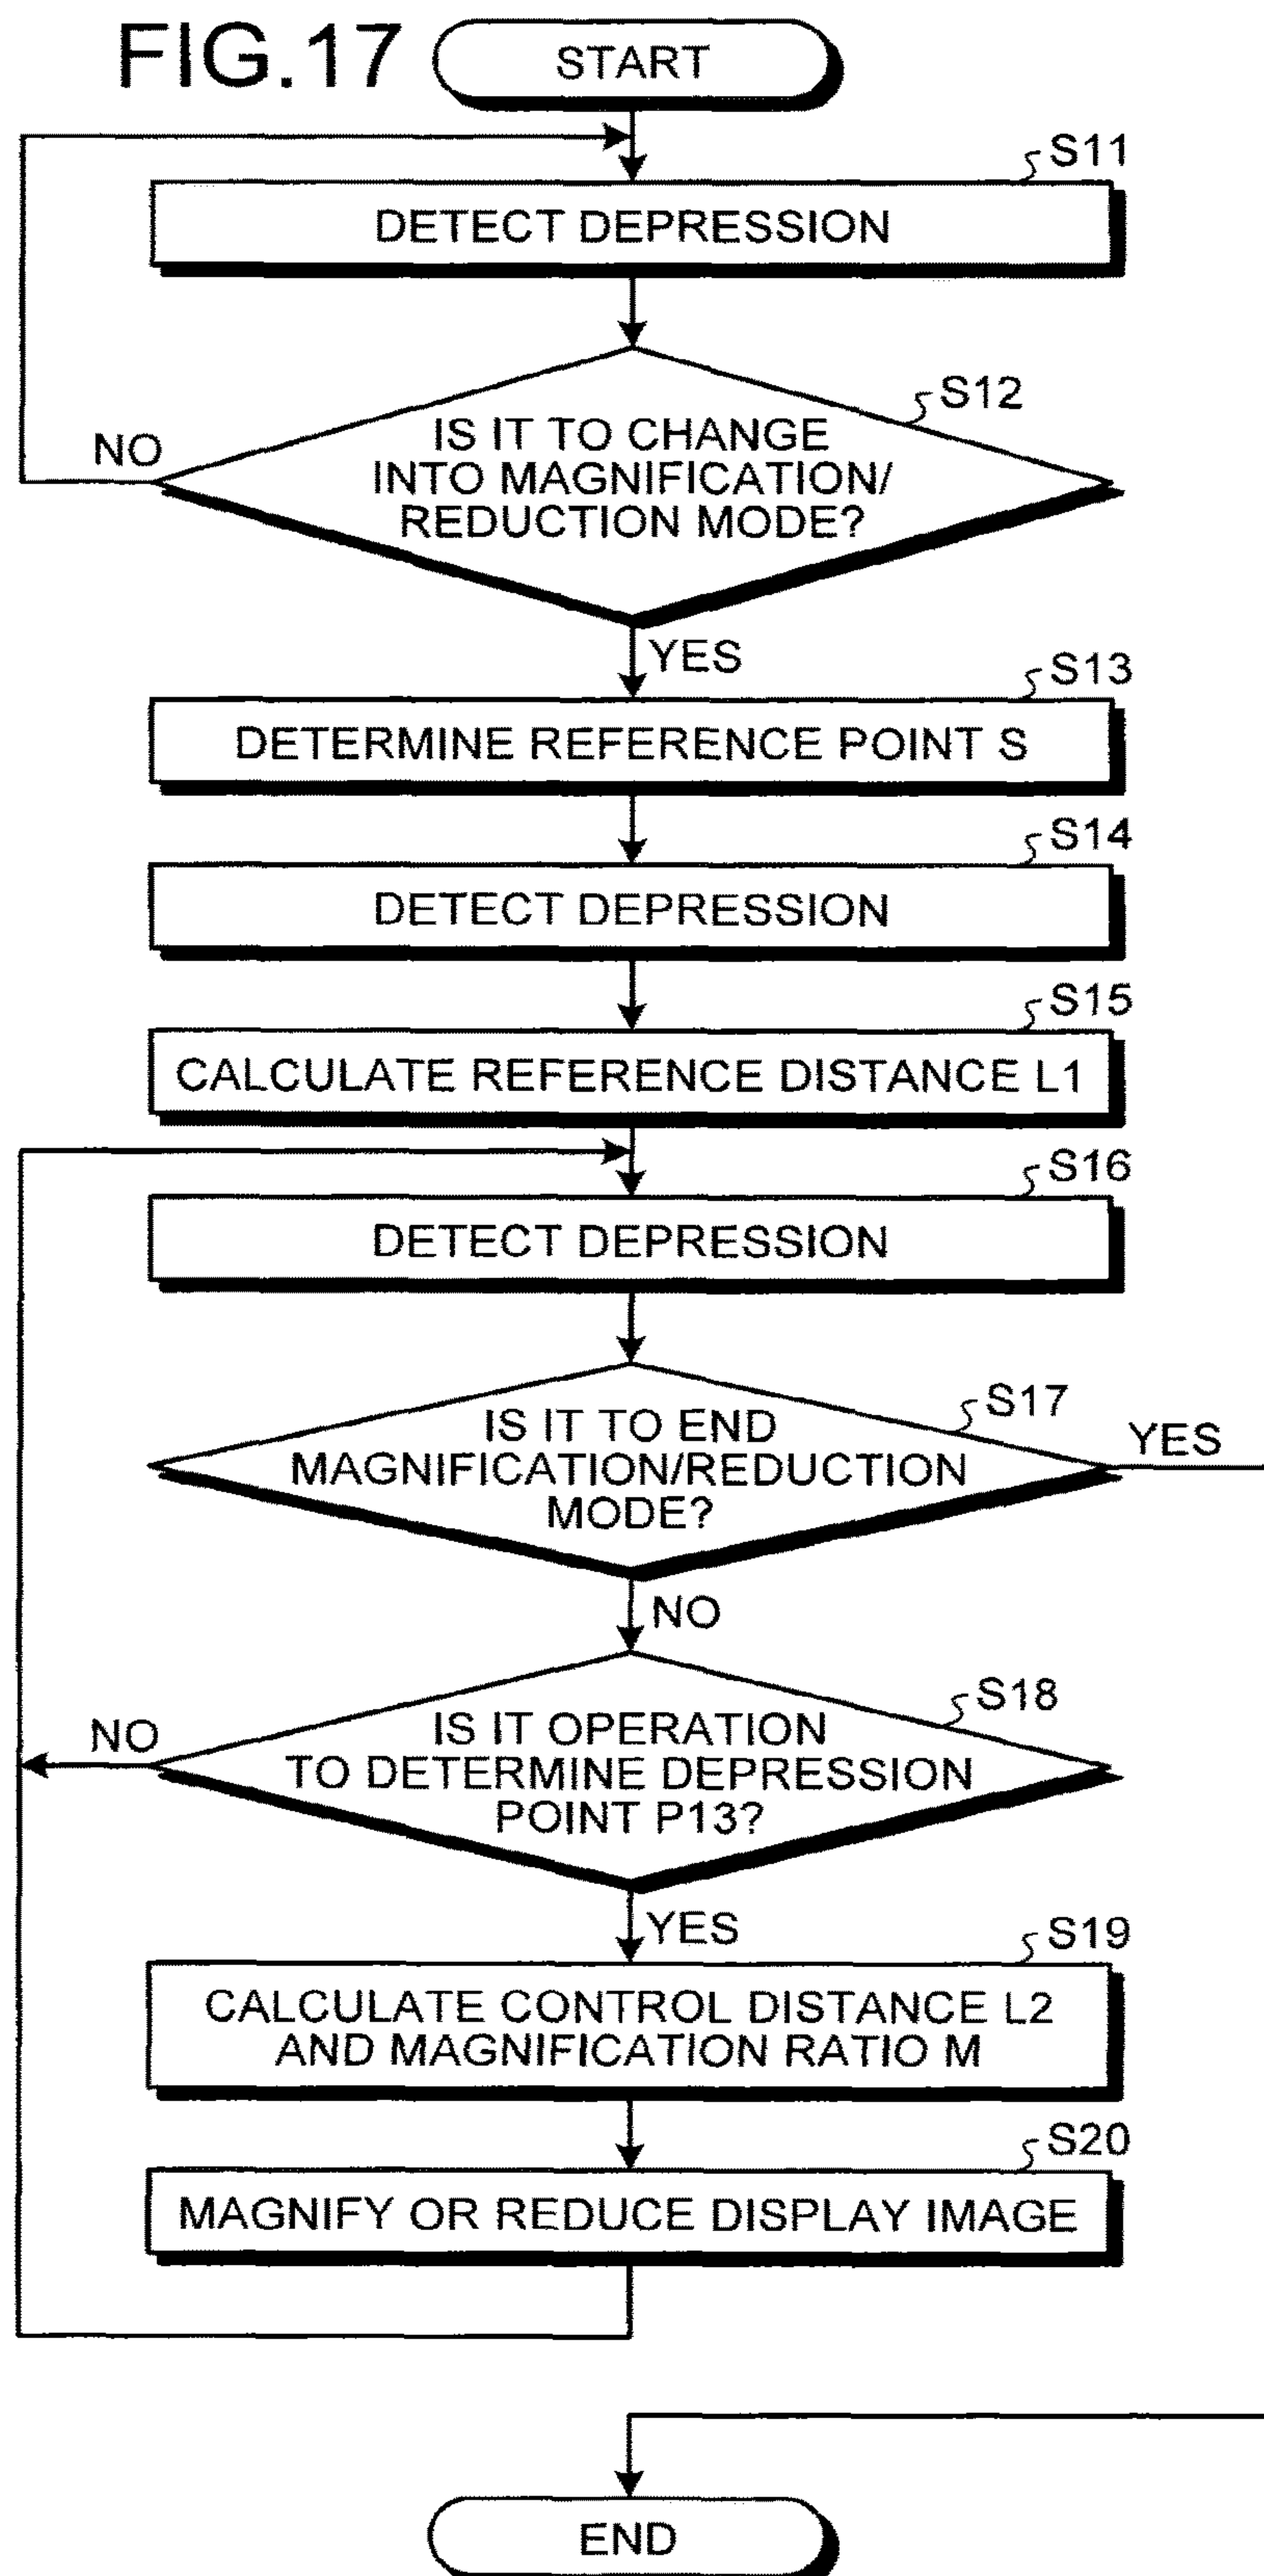 FIG.17
START
S11
DETECT DEPRESSION
S12
IS IT TO CHANGE
INTO MAGNIFICATION/
REDUCTION MODE?
NO
YES
S13
DETERMINE REFERENCE POINT S
S14
DETECT DEPRESSION
S15
CALCULATE REFERENCE DISTANCE L1
S16
DETECT DEPRESSION
S17
IS IT TO END
MAGNIFICATION/REDUCTION
MODE?
YES
NO
S18
IS IT OPERATION
TO DETERMINE DEPRESSION
POINT P13?
NO
YES
S19
CALCULATE CONTROL DISTANCE L2
AND MAGNIFICATION RATIO M
S20
MAGNIFY OR REDUCE DISPLAY IMAGE
END